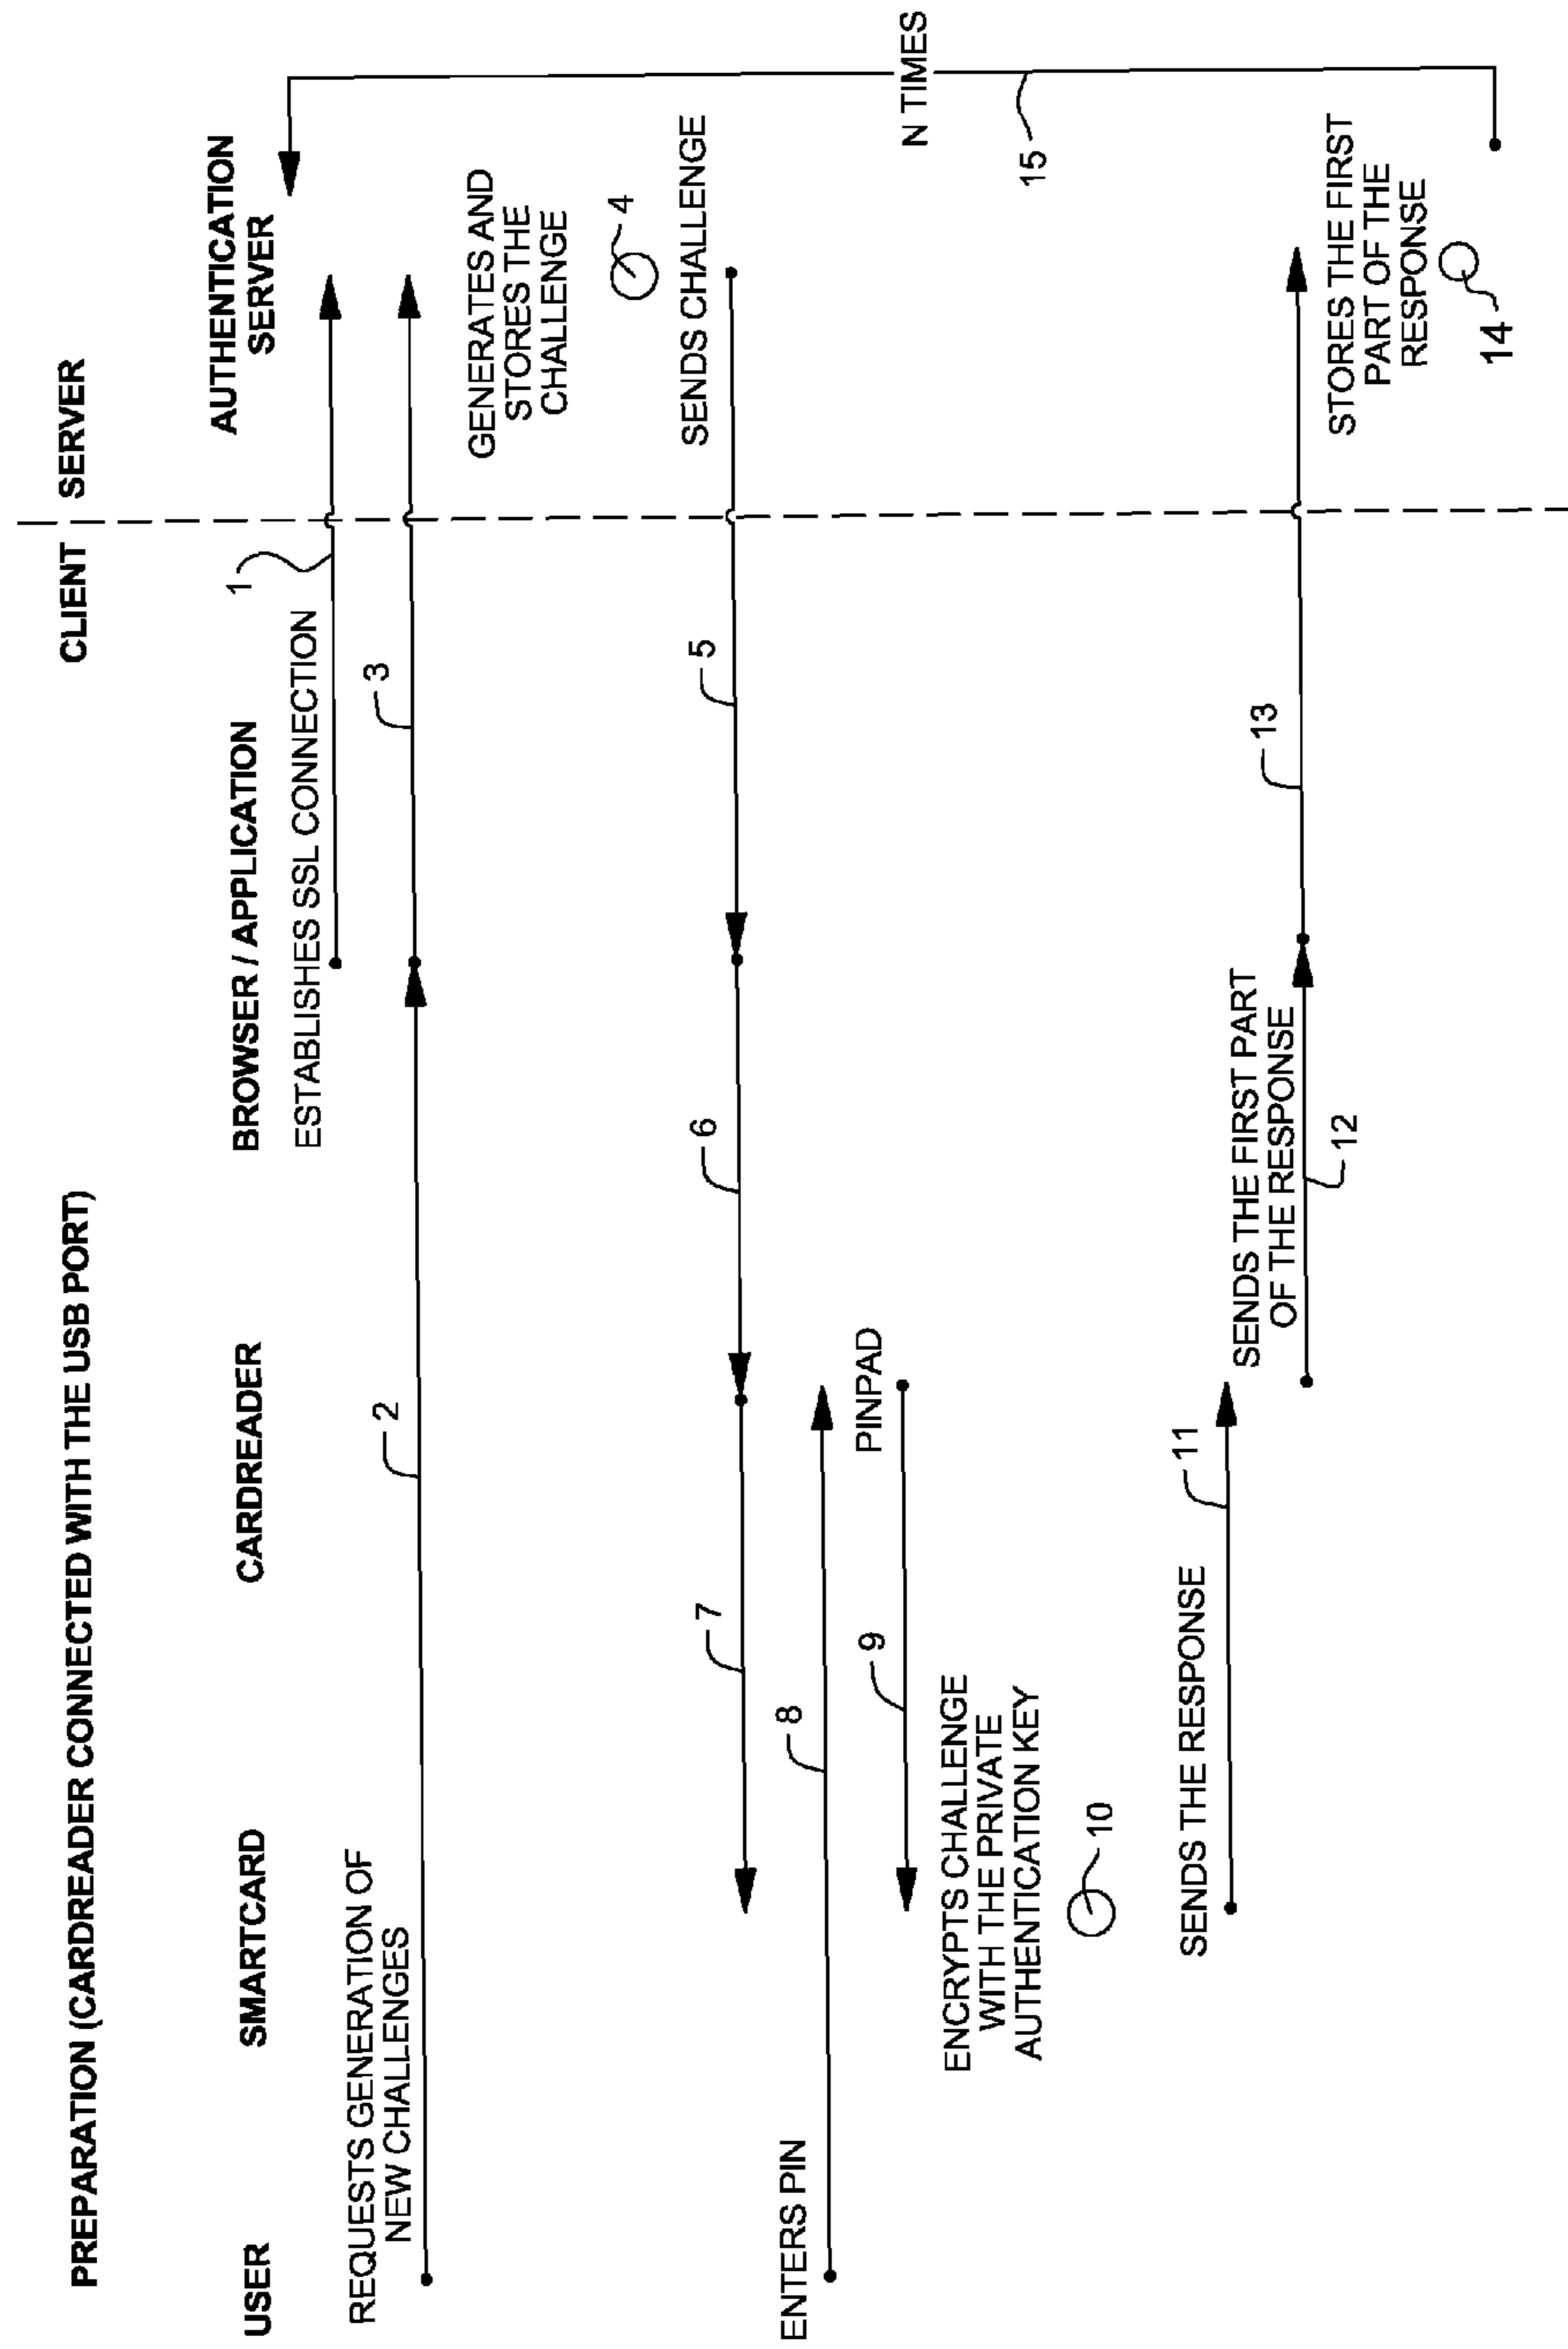 PREPARATION (CARDREADER CONNECTED WITH THE USB PORT)
CLIENT
SERVER
USER
SMARTCARD
CARDREADER
BROWSER / APPLICATION
AUTHENTICATION
SERVER
ESTABLISHES SSL CONNECTION
1
REQUESTS GENERATION OF
NEW CHALLENGES
2
3
GENERATES AND
STORES THE
CHALLENGE
4
SENDS CHALLENGE
5
6
7
ENTERS PIN
8
PINPAD
9
ENCRYPTS CHALLENGE
WITH THE PRIVATE
AUTHENTICATION KEY
10
SENDS THE RESPONSE
11
SENDS THE FIRST PART
OF THE RESPONSE
12
13
STORES THE FIRST
PART OF THE
RESPONSE
14
N TIMES
15